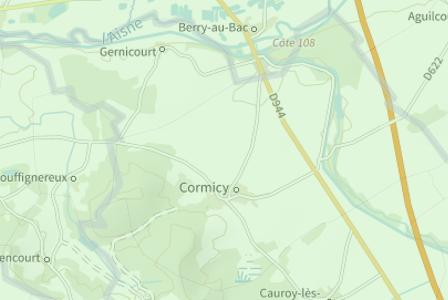 Aguilco
Berry-au-Bac
Aisne
Côte 108
Gernicourt
D622
D944
ouffignereux
Cormicy
encourt
Cauroy-lès-